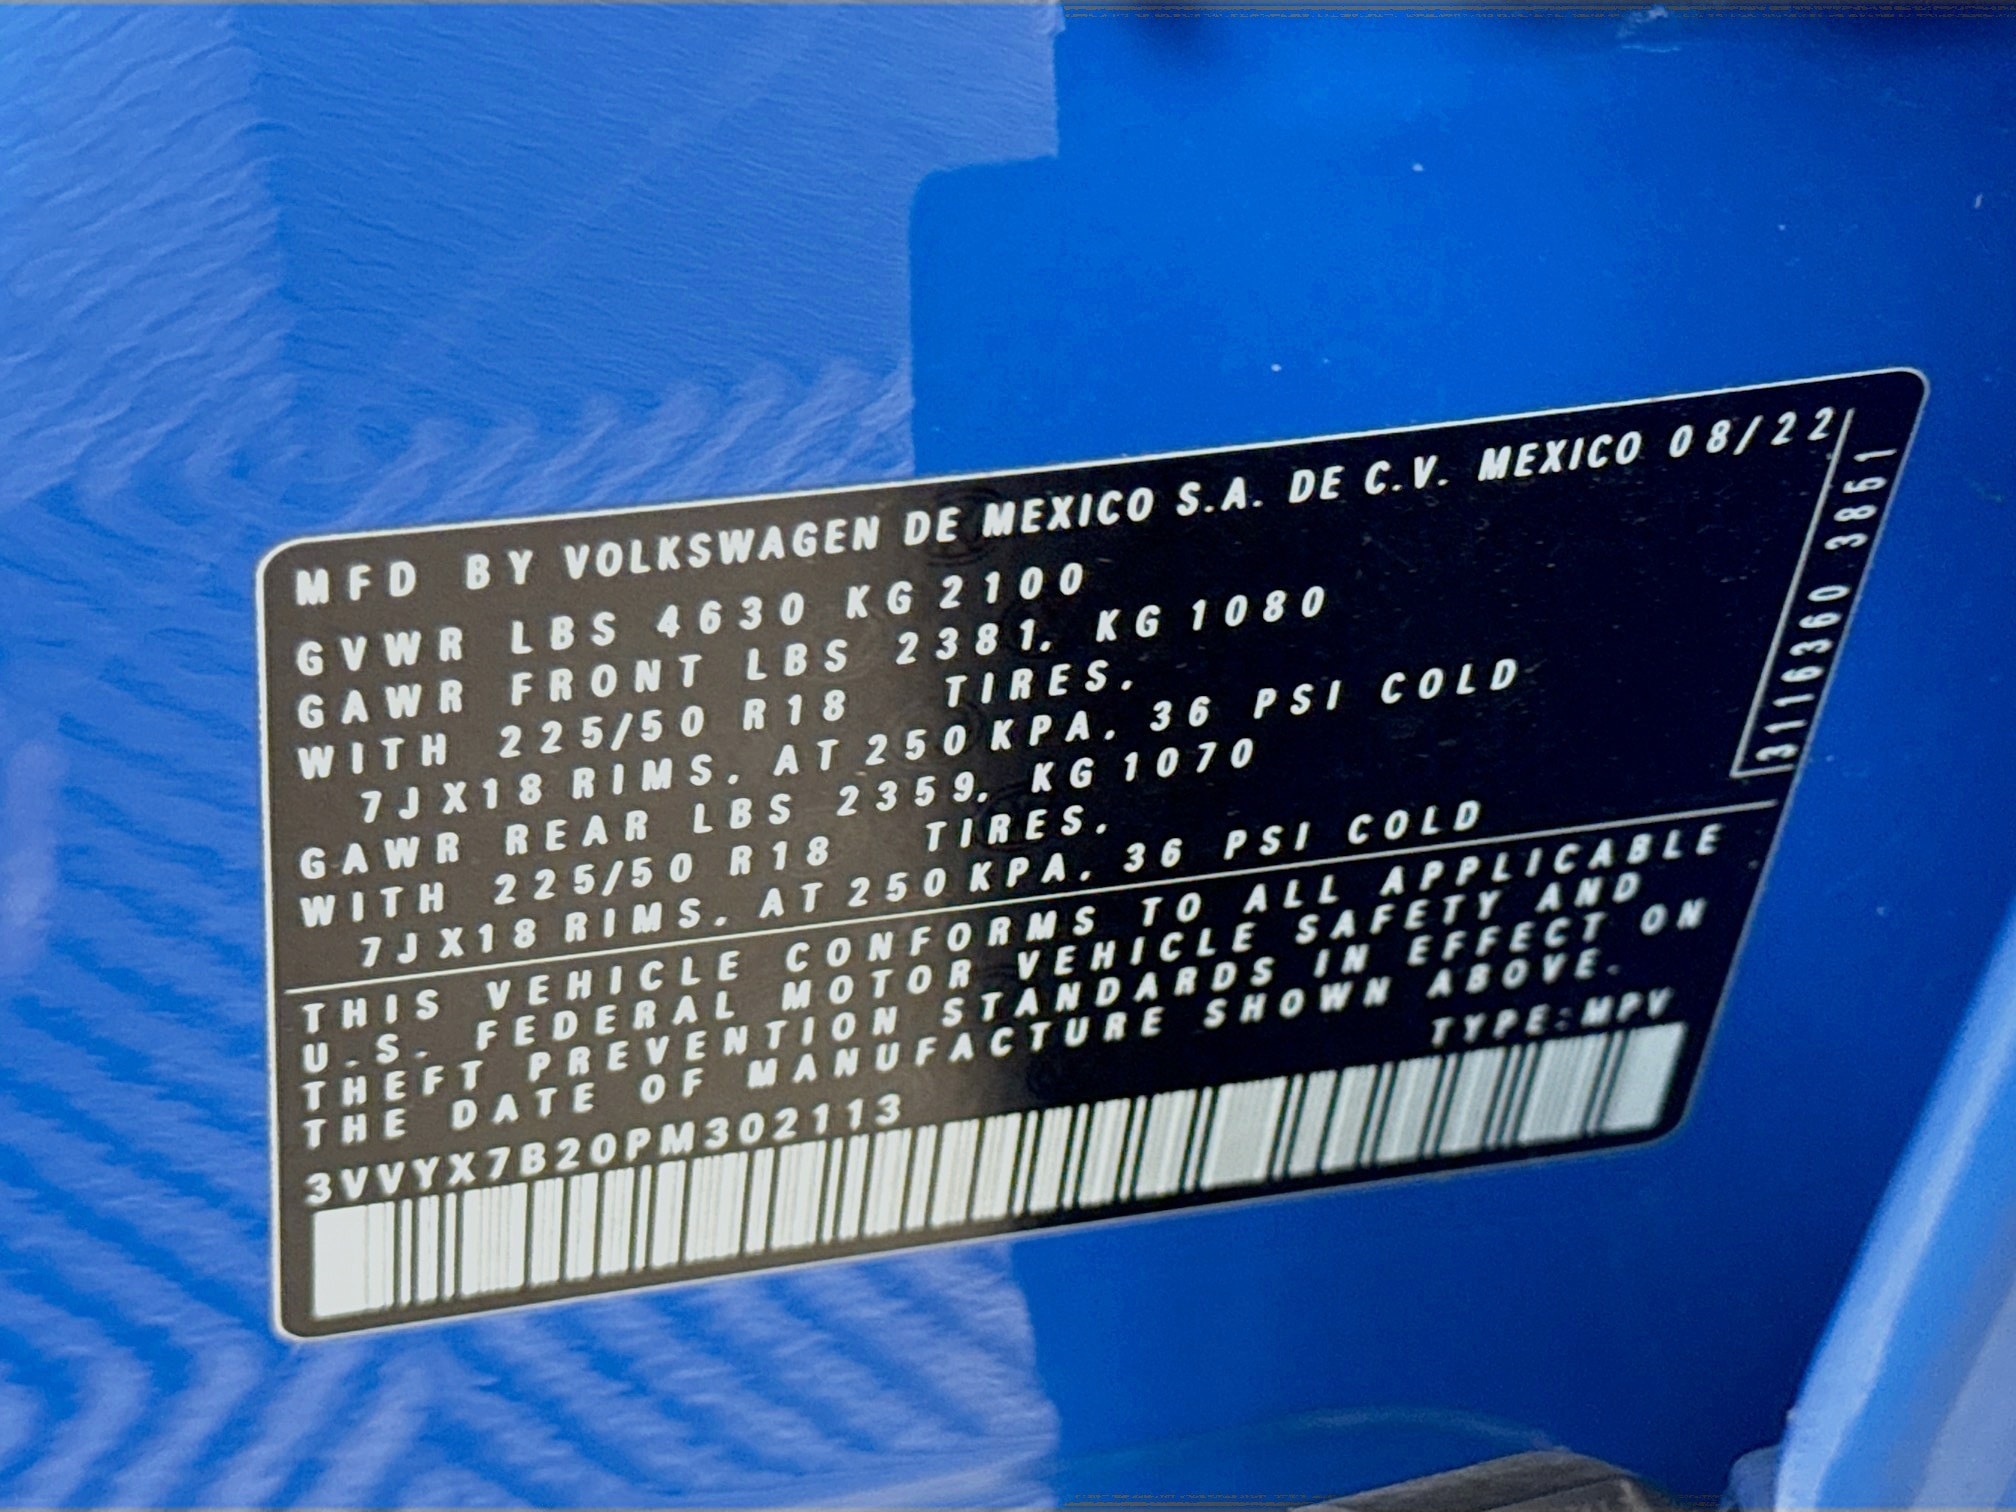 MFD BY VOLKSWAGEN DE MEXICO S.A. DE C.V. MEXICO 08/22
GVWR LBS 4630 KG 2100
GAWR FRONT LBS 2381, KG 1080
WITH 225/50 R18 TIRES.
7JX18 RIMS. AT 250 KPA. 36 PSI COLD
GAWR REAR LBS 2359, KG 1070
WITH 225/50 R18 TIRES.
7JX18 RIMS. AT 250 KPA. 36 PSI COLD
THIS VEHICLE CONFORMS TO ALL APPLICABLE
U.S. FEDERAL MOTOR VEHICLE SAFETY AND
THEFT PREVENTION STANDARDS IN EFFECT ON
THE DATE OF MANUFACTURE SHOWN ABOVE.
3VVYX7B20PM302113 TYPE:MPV
3116360 3861